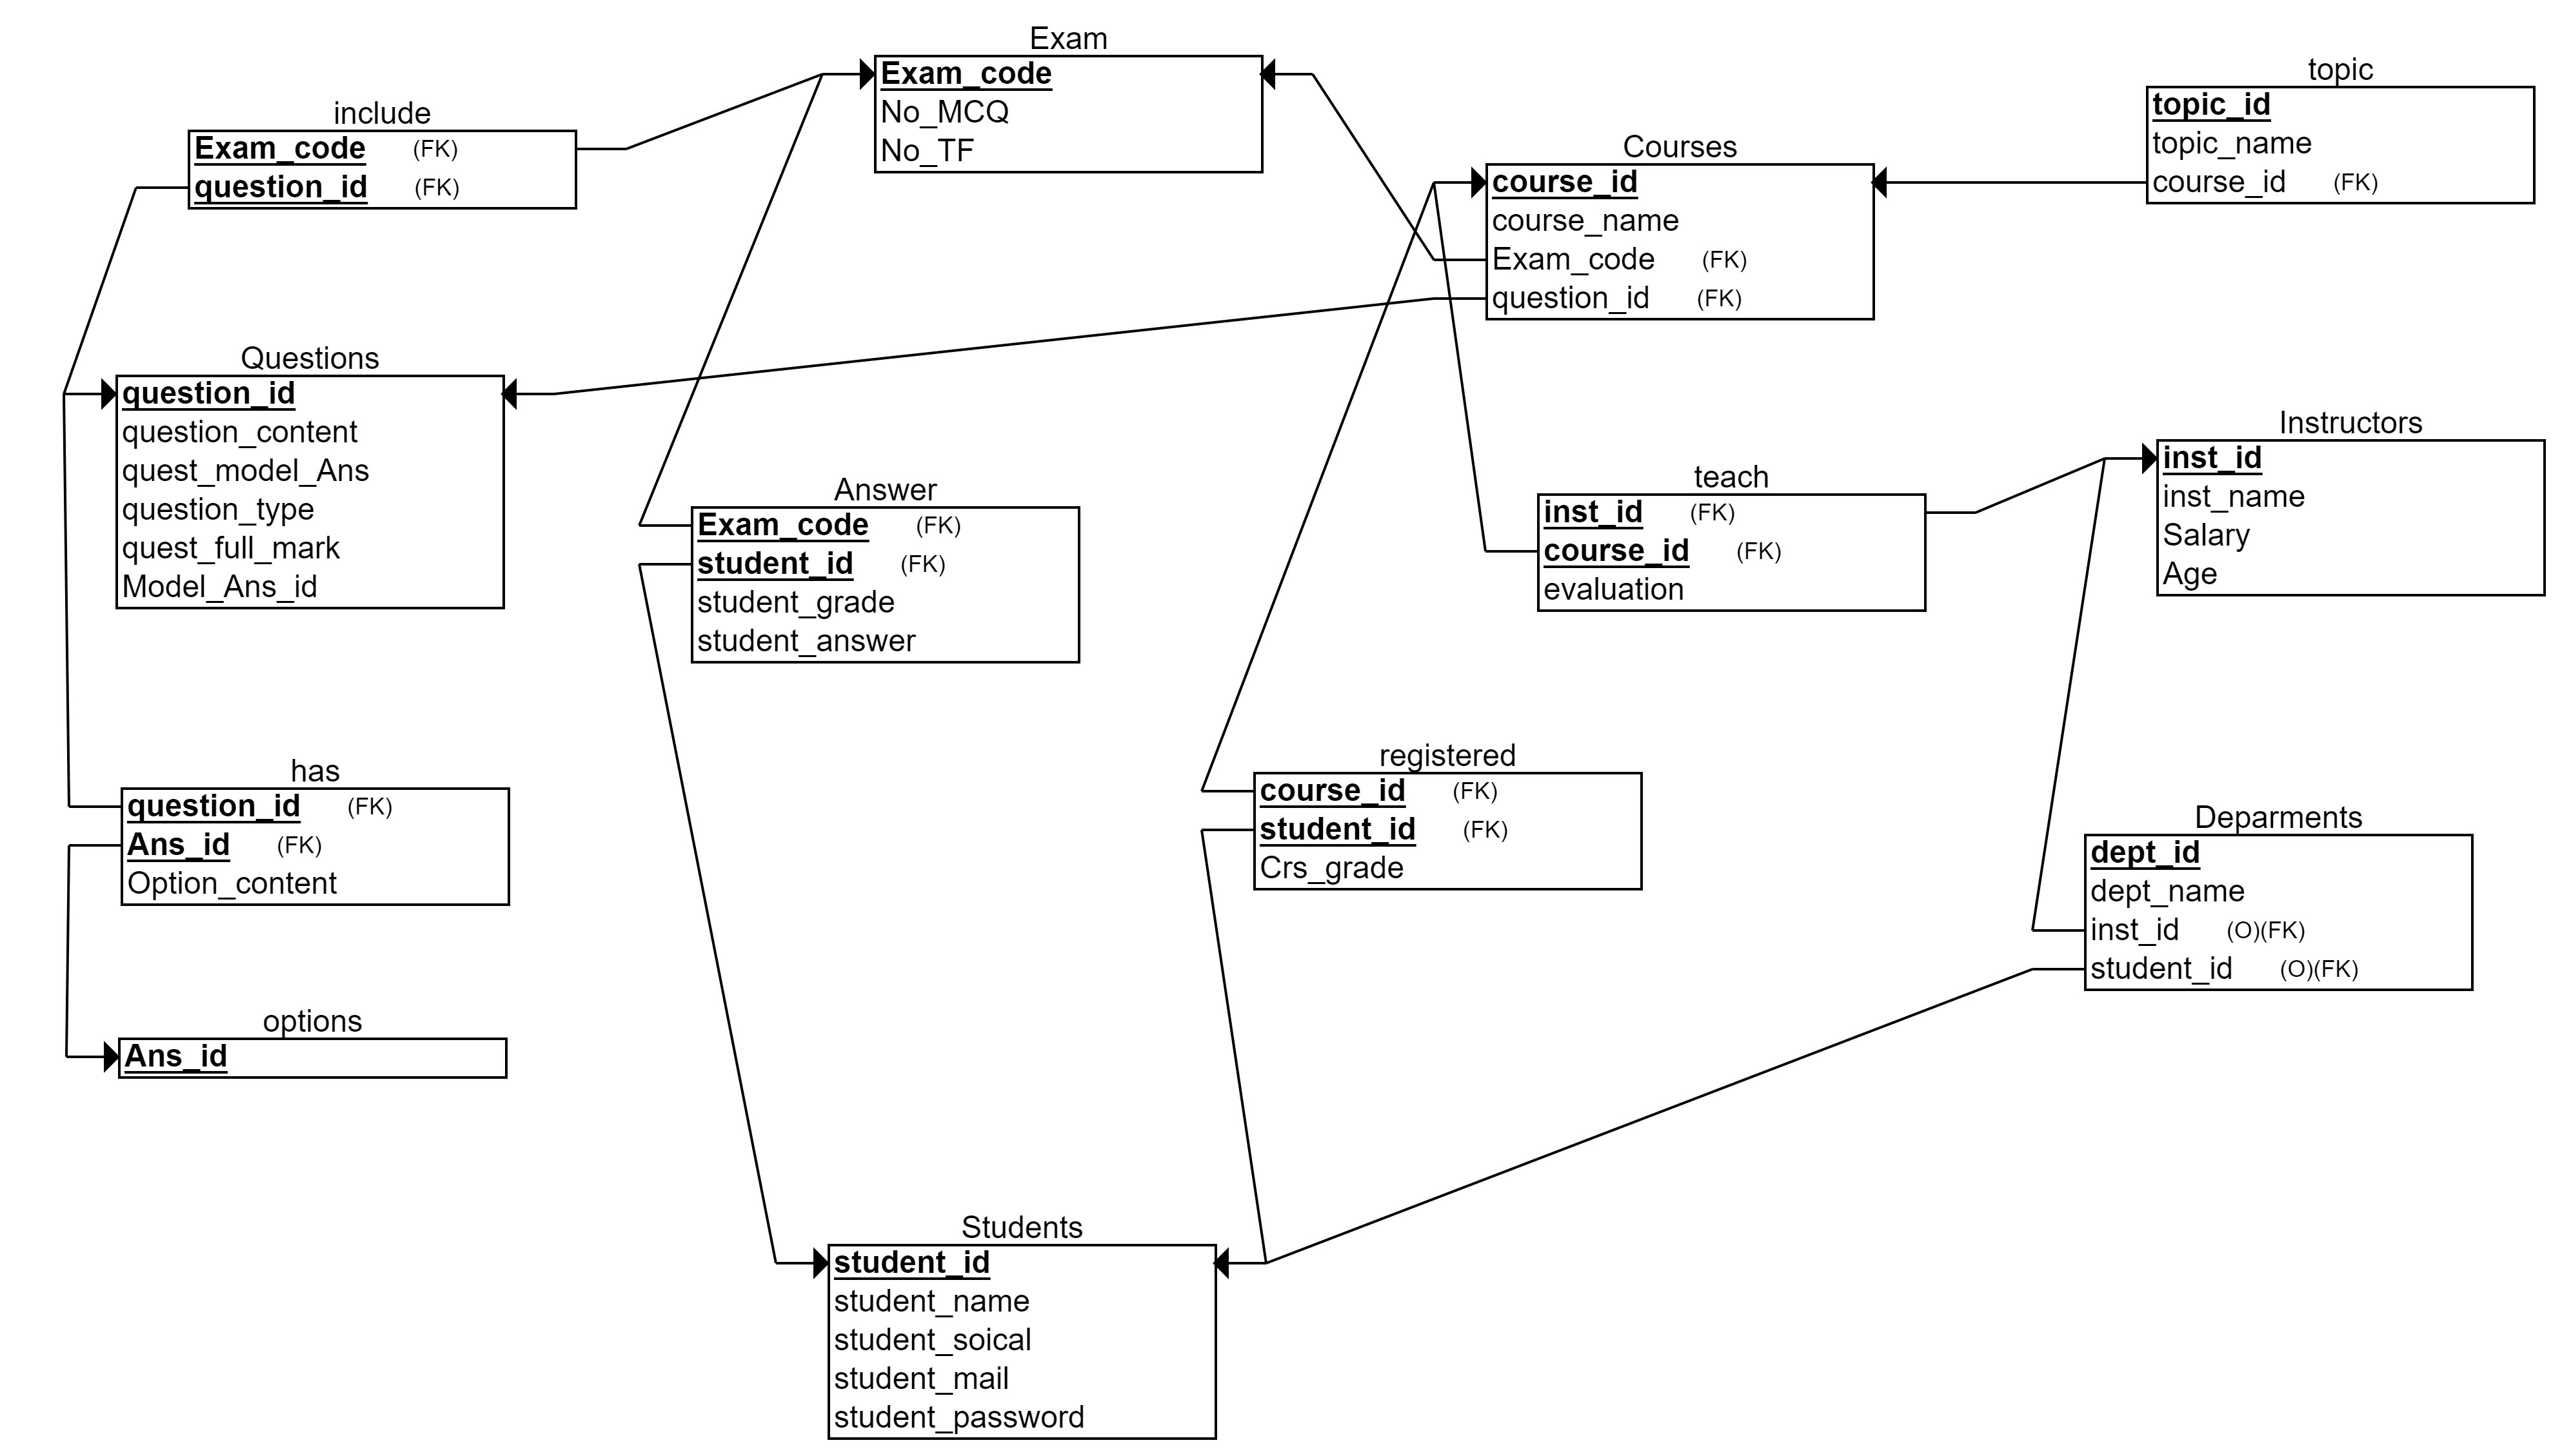 Exam
Exam_code
No_MCQ
No_TF
include
Exam_code (FK)
question_id (FK)
topic
topic_id
topic_name
course_id (FK)
Courses
course_id
course_name
Exam_code (FK)
question_id (FK)
Questions
question_id
question_content
quest_model_Ans
question_type
quest_full_mark
Model_Ans_id
Answer
Exam_code (FK)
student_id (FK)
student_grade
student_answer
teach
inst_id (FK)
course_id (FK)
evaluation
Instructors
inst_id
inst_name
Salary
Age
has
question_id (FK)
Ans_id (FK)
Option_content
registered
course_id (FK)
student_id (FK)
Crs_grade
Deparments
dept_id
dept_name
inst_id (O)(FK)
student_id (O)(FK)
options
Ans_id
Students
student_id
student_name
student_soical
student_mail
student_password